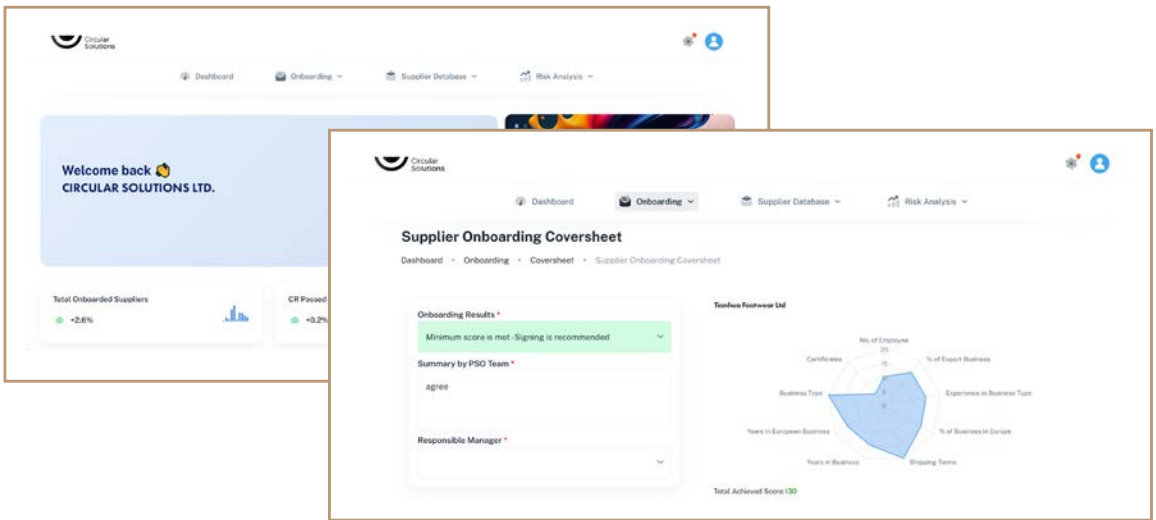 Circular
Solutions
Dashboard
Onboarding
Supplier Database
Risk Analysis
Welcome back
CIRCULAR SOLUTIONS LTD.
Total Onboarded Suppliers
+2.6%
CR Passed
+0.2%
Circular
Solutions
Dashboard
Onboarding
Supplier Database
Risk Analysis
Supplier Onboarding Coversheet
Dashboard - Onboarding - Coversheet - Supplier Onboarding Coversheet
Onboarding Results *
Minimum score is met - Signing is recommended
Summary by PSO Team *
agree
Responsible Manager *
Tianhua Footwear Ltd
No. of Employee
% of Export Business
Experience in Business Type
% of Business in Europe
Shipping Terms
Years in Business
Years in European Business
Business Type
Certificates
20
15
10
5
0
Total Achieved Score: 130